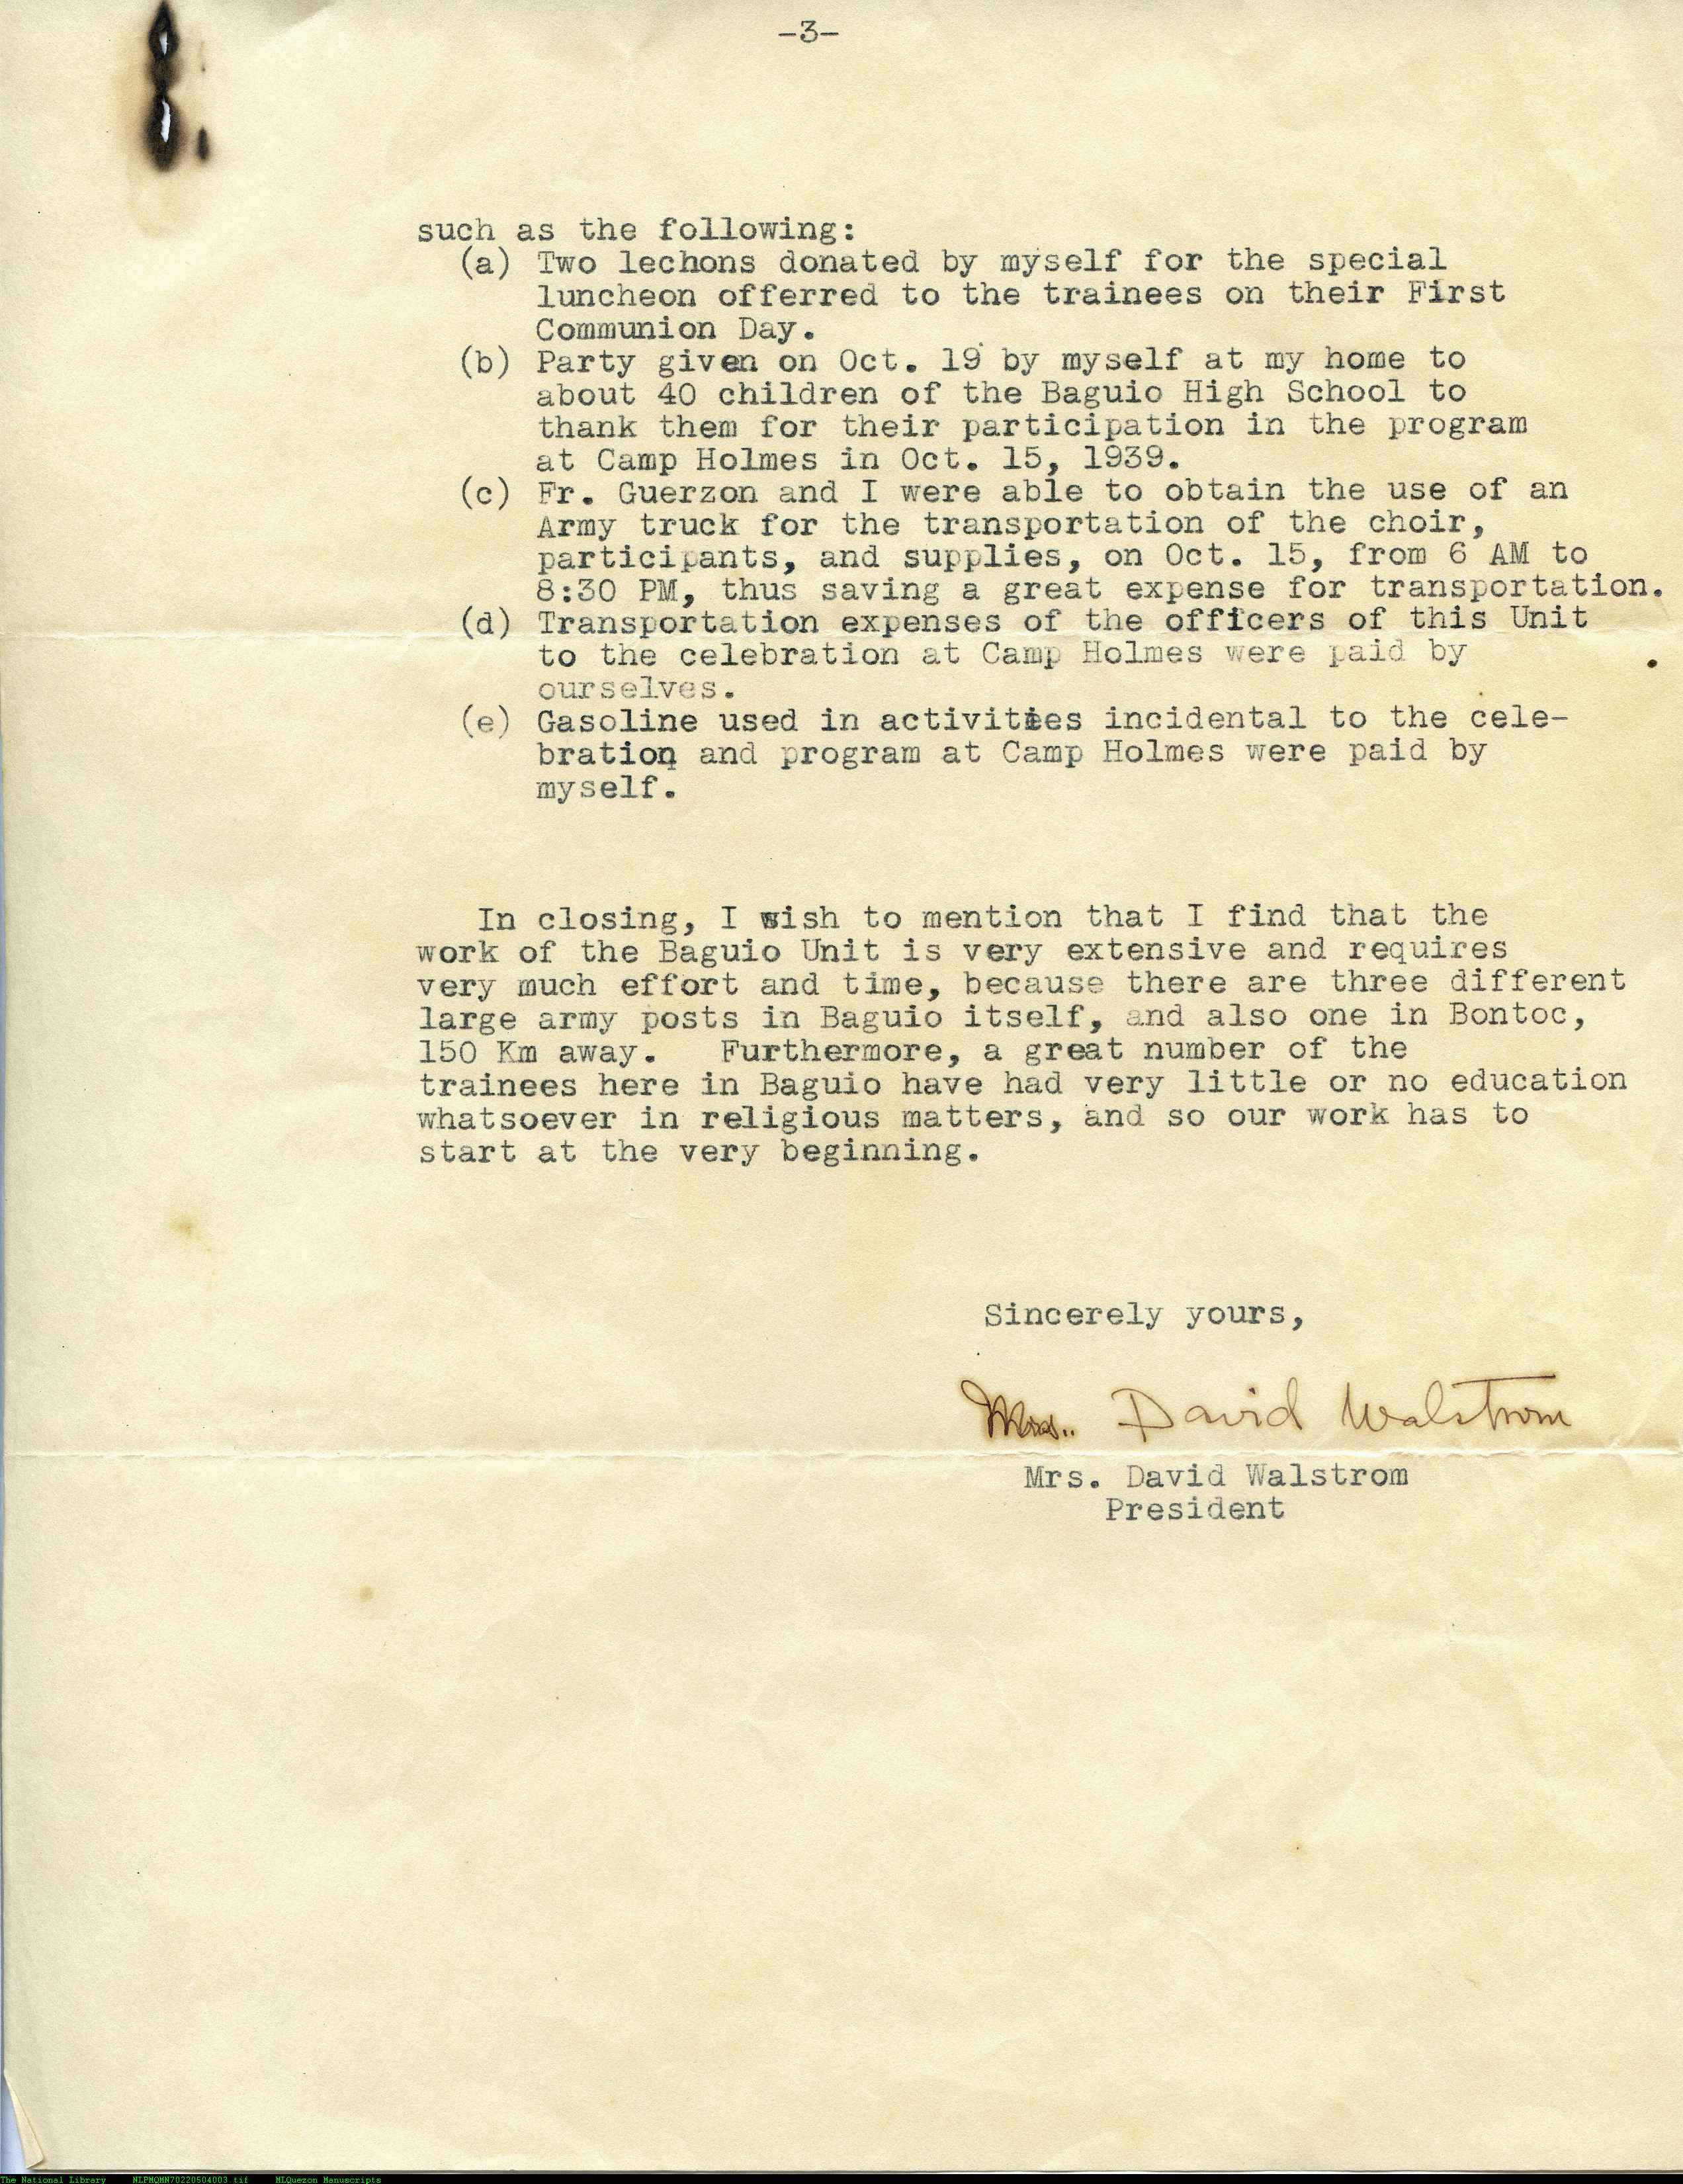 -3-
such as the following:
(a) Two lechons donated by myself for the special
luncheon offerred to the trainees on their First
Communion Day.
(b) Party given on Oct. 19 by myself at my home to
about 40 children of the Baguio High School to
thank them for their participation in the program
at Camp Holmes in Oct. 15, 1939.
(c) Fr. Guerzon and I were able to obtain the use of an
Army truck for the transportation of the choir,
participants, and supplies, on Oct. 15, from 6 AM to
8:30 PM, thus saving a great expense for transportation.
(d) Transportation expenses of the officers of this Unit
to the celebration at Camp Holmes were paid by
ourselves.
(e) Gasoline used in activities incidental to the cele-
bration and program at Camp Holmes were paid by
myself.
In closing, I wish to mention that I find that the
work of the Baguio Unit is very extensive and requires
very much effort and time, because there are three different
large army posts in Baguio itself, and also one in Bontoc,
150 Km away. Furthermore, a great number of the
trainees here in Baguio have had very little or no education
whatsoever in religious matters, and so our work has to
start at the very beginning.
Sincerely yours,
Mrs. David Walstrom
Mrs. David Walstrom
President
The National Library NLPMQMN70220504003.tif MLQuezon Manuscripts